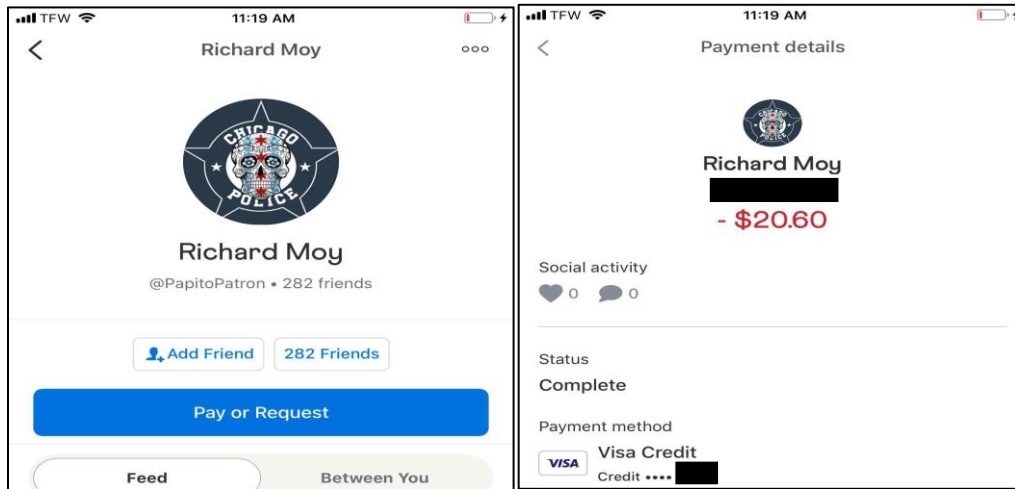 TFW 11:19 AM
Richard Moy
CHICAGO
POLICE
Richard Moy
@PapitoPatron • 282 friends
Add Friend 282 Friends
Pay or Request
Feed Between You
TFW 11:19 AM
Payment details
CHICAGO
POLICE
Richard Moy
- $20.60
Social activity
0 0
Status
Complete
Payment method
VISA Visa Credit
Credit ••••